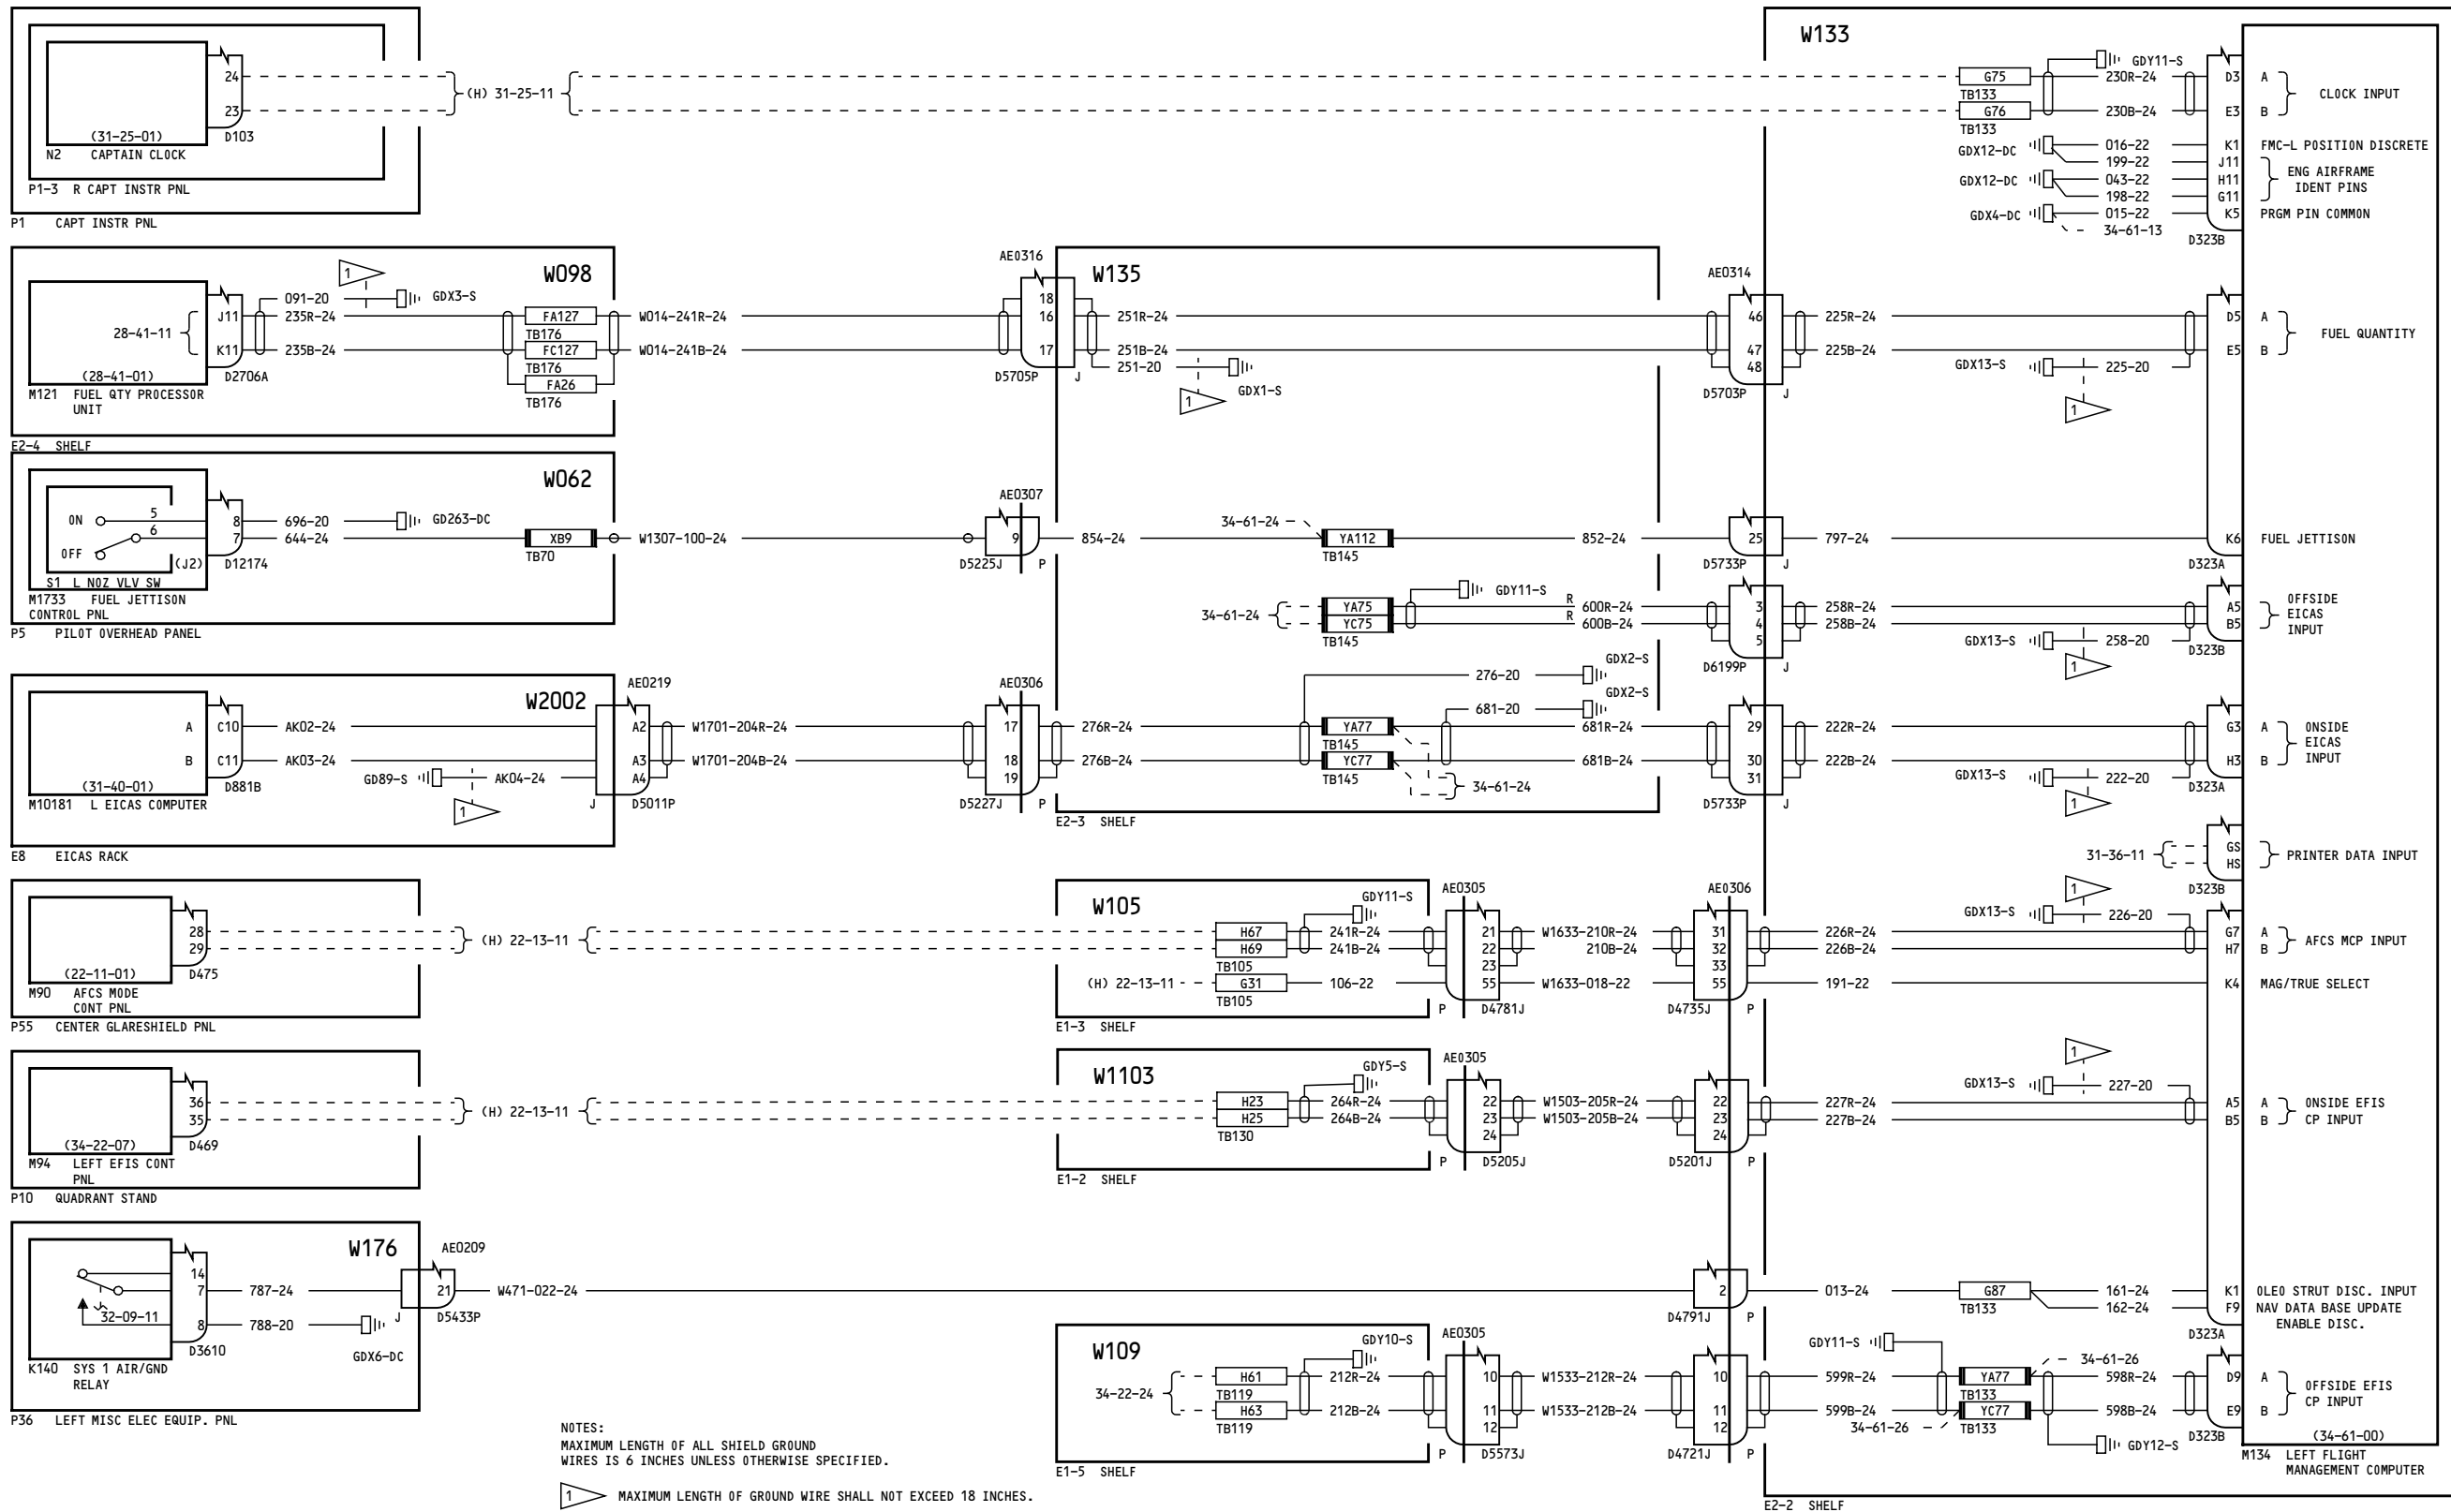 W133
24
23
(31-25-01)
D103
N2 CAPTAIN CLOCK
P1-3 R CAPT INSTR PNL
P1 CAPT INSTR PNL
(H) 31-25-11
G75
TB133
G76
TB133
GDY11-S
230R-24
230B-24
D3 A
E3 B
CLOCK INPUT
GDX12-DC
016-22
199-22
GDX12-DC
043-22
198-22
GDX4-DC
015-22
34-61-13
K1 FMC-L POSITION DISCRETE
J11
H11
G11
ENG AIRFRAME
IDENT PINS
K5 PRGM PIN COMMON
D323B
W098
1
091-20
GDX3-S
28-41-11
J11
235R-24
K11
235B-24
(28-41-01)
D2706A
M121 FUEL QTY PROCESSOR
UNIT
FA127
TB176
FC127
TB176
FA26
TB176
W014-241R-24
W014-241B-24
E2-4 SHELF
AE0316
18
16
17
D5705P J
W135
251R-24
251B-24
251-20
GDX1-S
1
AE0314
46
47
48
D5703P J
225R-24
225B-24
GDX13-S
225-20
1
D5 A
E5 B
FUEL QUANTITY
W062
ON
5
6
OFF
(J2)
8
7
D12174
S1 L NOZ VLV SW
M1733 FUEL JETTISON
CONTROL PNL
P5 PILOT OVERHEAD PANEL
696-20
644-24
GD263-DC
XB9
TB70
W1307-100-24
AE0307
9
D5225J P
854-24
34-61-24
YA112
TB145
852-24
25
D5733P J
797-24
K6 FUEL JETTISON
D323A
34-61-24
YA75
YC75
TB145
GDY11-S
R 600R-24
R 600B-24
3
4
5
D6199P J
258R-24
258B-24
GDX13-S
258-20
1
A5
B5
OFFSIDE
EICAS
INPUT
D323B
W2002
A C10
B C11
(31-40-01)
D881B
M10181 L EICAS COMPUTER
E8 EICAS RACK
AK02-24
AK03-24
GD89-S
AK04-24
1
AE0219
A2
A3
A4
J D5011P
W1701-204R-24
W1701-204B-24
AE0306
17
18
19
D5227J P
276R-24
276B-24
276-20
GDX2-S
GDX2-S
681-20
YA77
TB145
YC77
TB145
681R-24
681B-24
34-61-24
E2-3 SHELF
29
30
31
D5733P J
222R-24
222B-24
GDX13-S
222-20
1
G3 A
H3 B
ONSIDE
EICAS
INPUT
D323A
31-36-11
GS
HS
PRINTER DATA INPUT
D323B
28
29
(22-11-01)
D475
M90 AFCS MODE
CONT PNL
P55 CENTER GLARESHIELD PNL
(H) 22-13-11
W105
GDY11-S
H67
H69
TB105
241R-24
241B-24
(H) 22-13-11
G31
TB105
106-22
E1-3 SHELF
AE0305
21
22
23
55
P D4781J
W1633-210R-24
210B-24
W1633-018-22
AE0306
31
32
33
55
D4735J P
1
GDX13-S
226-20
226R-24
226B-24
191-22
G7 A
H7 B
AFCS MCP INPUT
K4 MAG/TRUE SELECT
36
35
(34-22-07)
D469
M94 LEFT EFIS CONT
PNL
P10 QUADRANT STAND
(H) 22-13-11
W1103
GDY5-S
H23
H25
TB130
264R-24
264B-24
E1-2 SHELF
AE0305
22
23
24
P D5205J
W1503-205R-24
W1503-205B-24
22
23
24
D5201J P
1
GDX13-S
227-20
227R-24
227B-24
A5 A
B5 B
ONSIDE EFIS
CP INPUT
W176
14
7
8
32-09-11
D3610
K140 SYS 1 AIR/GND
RELAY
P36 LEFT MISC ELEC EQUIP. PNL
787-24
788-20
GDX6-DC
AE0209
21
J D5433P
W471-022-24
2
D4791J P
013-24
G87
TB133
161-24
162-24
K1 OLEO STRUT DISC. INPUT
F9 NAV DATA BASE UPDATE
ENABLE DISC.
D323A
W109
GDY10-S
34-22-24
H61
TB119
H63
TB119
212R-24
212B-24
E1-5 SHELF
AE0305
10
11
12
P D5573J
W1533-212R-24
W1533-212B-24
10
11
12
D4721J P
GDY11-S
599R-24
599B-24
34-61-26
34-61-26
YA77
TB133
YC77
TB133
598R-24
598B-24
GDY12-S
D9 A
E9 B
OFFSIDE EFIS
CP INPUT
D323B
(34-61-00)
M134 LEFT FLIGHT
MANAGEMENT COMPUTER
E2-2 SHELF
NOTES:
MAXIMUM LENGTH OF ALL SHIELD GROUND
WIRES IS 6 INCHES UNLESS OTHERWISE SPECIFIED.
1 MAXIMUM LENGTH OF GROUND WIRE SHALL NOT EXCEED 18 INCHES.